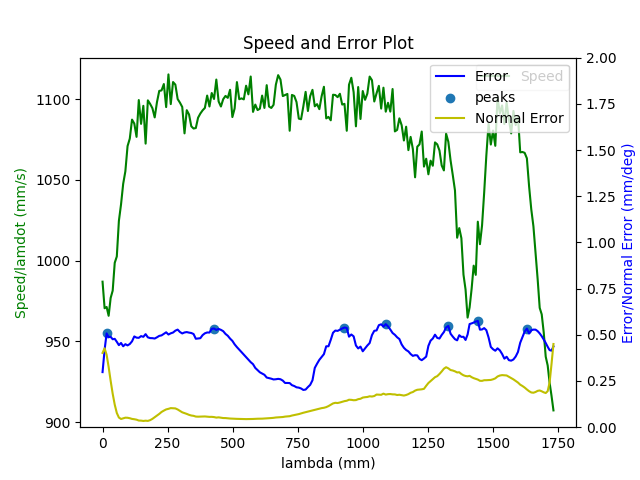 Speed and Error Plot
Error
Speed
peaks
Normal Error
Speed/lamdot (mm/s)
1100
1050
1000
950
900
0
250
500
750
1000
1250
1500
1750
lambda (mm)
2.00
1.75
1.50
1.25
1.00
0.75
0.50
0.25
0.00
Error/Normal Error (mm/deg)